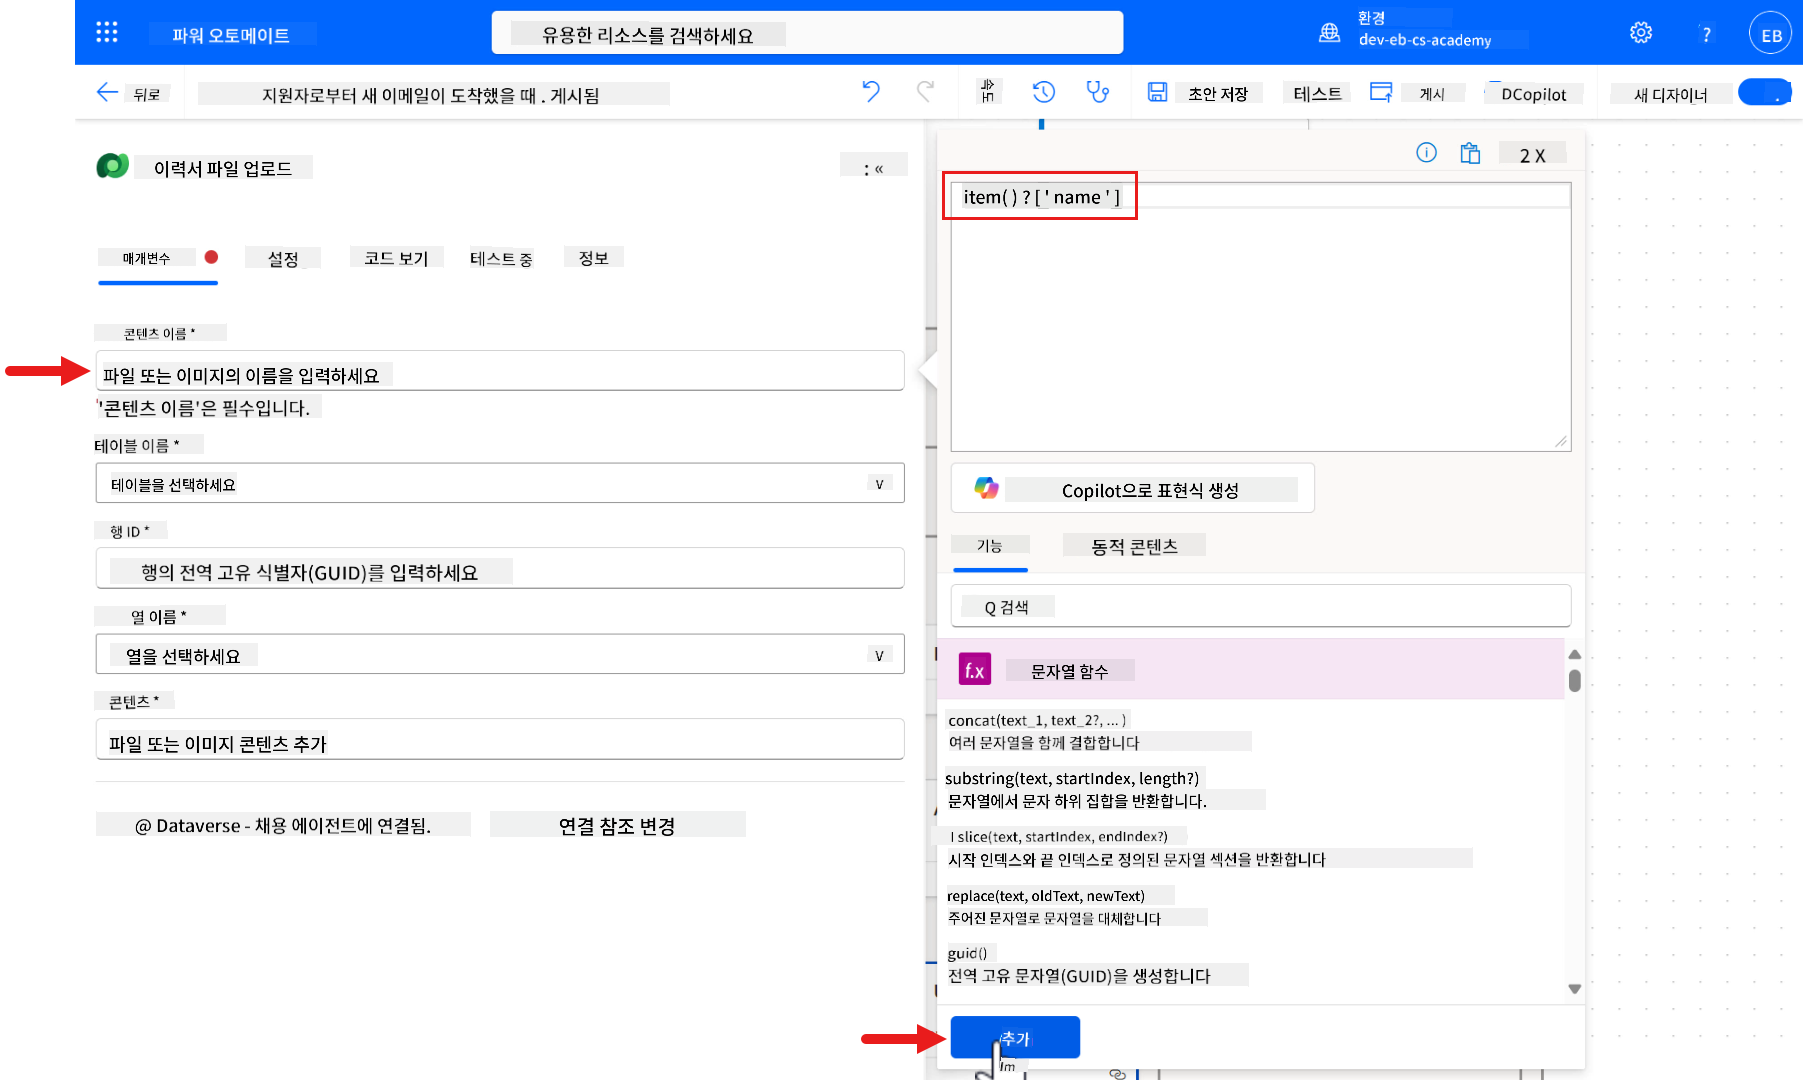 파워 오토메이트
유용한 리소스를 검색하세요
환경
dev-eb-cs-academy
?
EB
뒤로
지원자로부터 새 이메일이 도착했을 때 . 게시됨
속도
초안 저장
테스트
게시
DCopilot
새 디자이너
이력서 파일 업로드
: «
매개변수
설정
코드 보기
테스트 중
정보
콘텐츠 이름 *
파일 또는 이미지의 이름을 입력하세요
'콘텐츠 이름'은 필수입니다.
테이블 이름 *
테이블을 선택하세요
v
행 ID *
행의 전역 고유 식별자(GUID)를 입력하세요
열 이름 *
열을 선택하세요
v
콘텐츠 *
파일 또는 이미지 콘텐츠 추가
@ Dataverse - 채용 에이전트에 연결됨.
연결 참조 변경
2 X
item( ) ? [ ' name ' ]
Copilot으로 표현식 생성
기능
동적 콘텐츠
Q 검색
f.x
문자열 함수
concat(text_1, text_2?, ... )
여러 문자열을 함께 결합합니다
substring(text, startIndex, length?)
문자열에서 문자 하위 집합을 반환합니다.
I slice(text, startIndex, endIndex?)
시작 인덱스와 끝 인덱스로 정의된 문자열 섹션을 반환합니다
replace(text, oldText, newText)
주어진 문자열로 문자열을 대체합니다
guid()
전역 고유 문자열(GUID)을 생성합니다
추가
Im